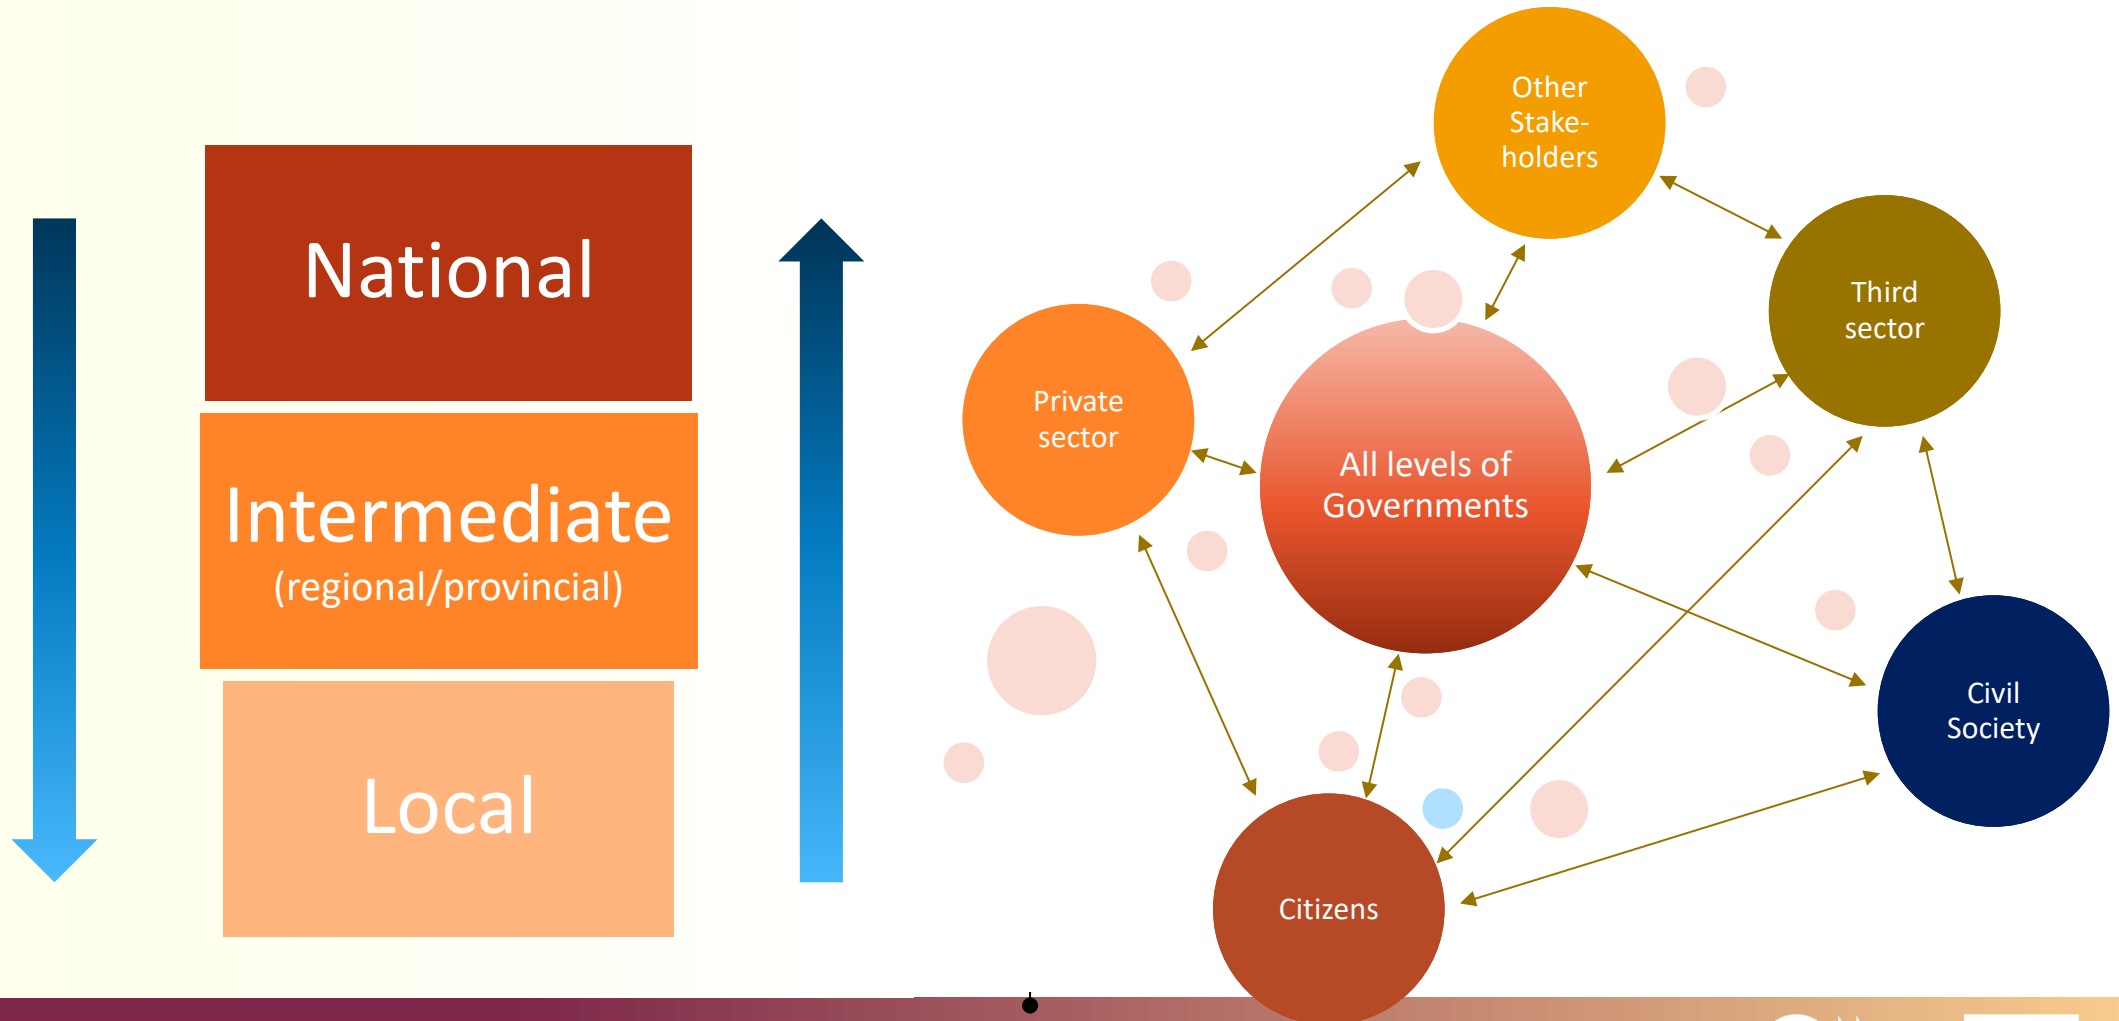 National
Intermediate
(regional/provincial)
Local
Other
Stake-
holders
Third
sector
Private
sector
All levels of
Governments
Civil
Society
Citizens